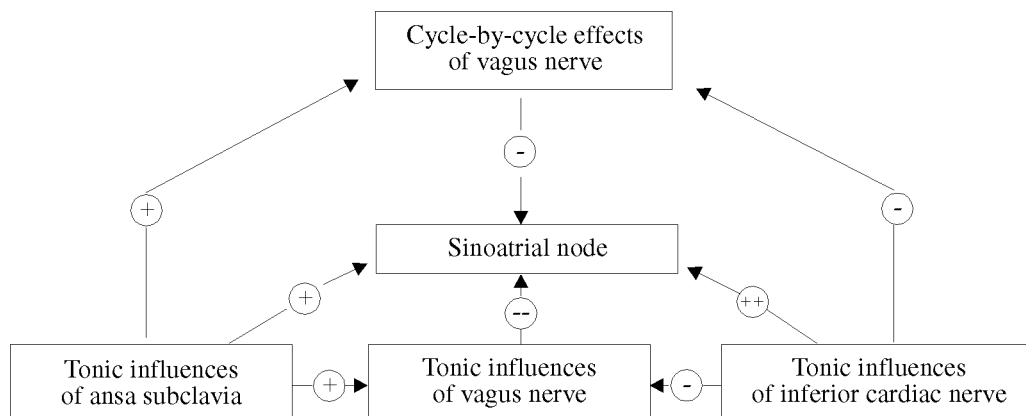 Cycle-by-cycle effects
of vagus nerve
-
+
-
Sinoatrial node
+
--
++
Tonic influences
of ansa subclavia
+
Tonic influences
of vagus nerve
-
Tonic influences
of inferior cardiac nerve